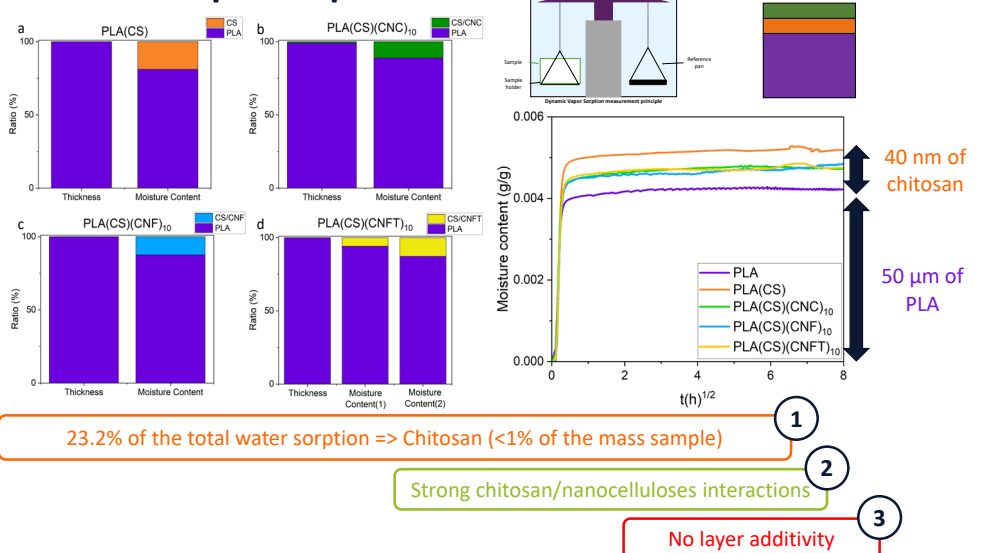 a
PLA(CS)
CS
PLA
Ratio (%)
100
50
0
Thickness
Moisture Content
b
PLA(CS)(CNC)10
CS/CNC
PLA
Ratio (%)
100
50
0
Thickness
Moisture Content
c
PLA(CS)(CNF)10
CS/CNF
PLA
Ratio (%)
100
50
0
Thickness
Moisture Content
d
PLA(CS)(CNFT)10
CS/CNFT
PLA
Ratio (%)
100
50
0
Thickness
Moisture
Content(1)
Moisture
Content(2)
Sample
Sample
holder
Reference
pan
Dynamic Vapor Sorption measurement principle
Moisture content (g/g)
0.006
0.004
0.002
0.000
0
2
4
6
8
t(h)1/2
PLA
PLA(CS)
PLA(CS)(CNC)10
PLA(CS)(CNF)10
PLA(CS)(CNFT)10
40 nm of
chitosan
50 μm of
PLA
23.2% of the total water sorption => Chitosan (<1% of the mass sample)
1
Strong chitosan/nanocelluloses interactions
2
No layer additivity
3